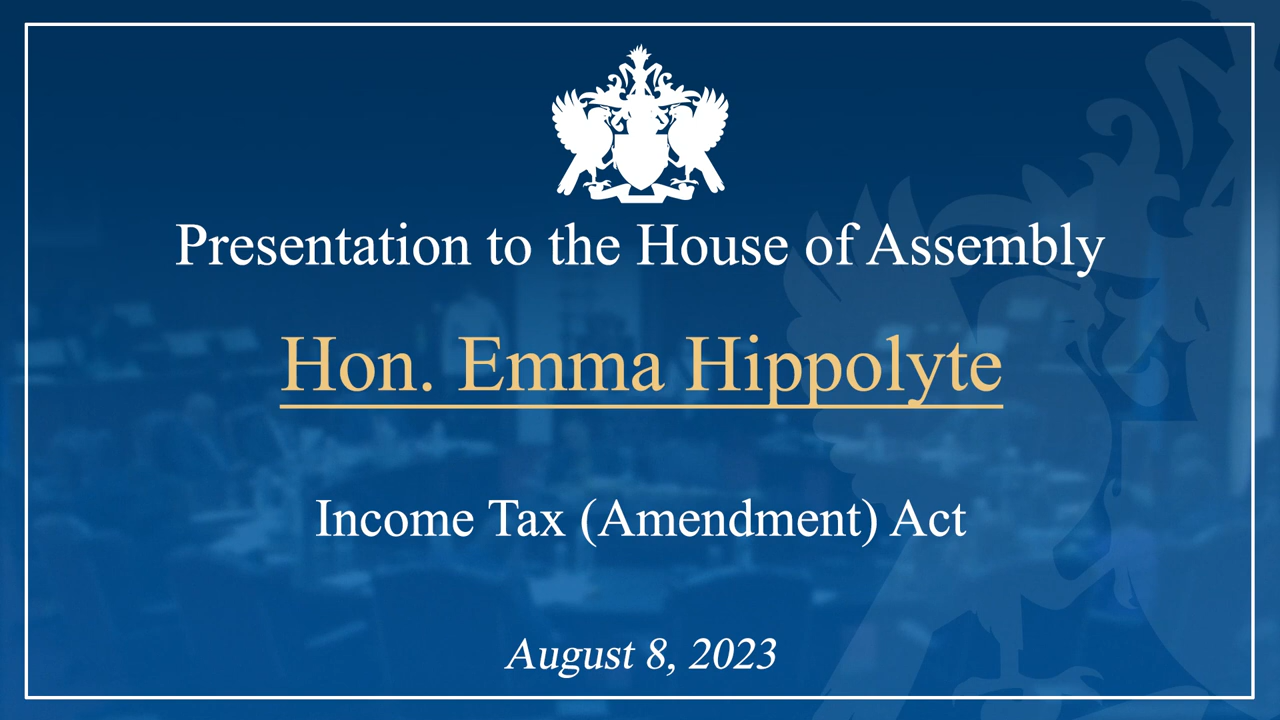 Presentation to the House of Assembly
Hon. Emma Hippolyte
Income Tax (Amendment) Act
August 8, 2023